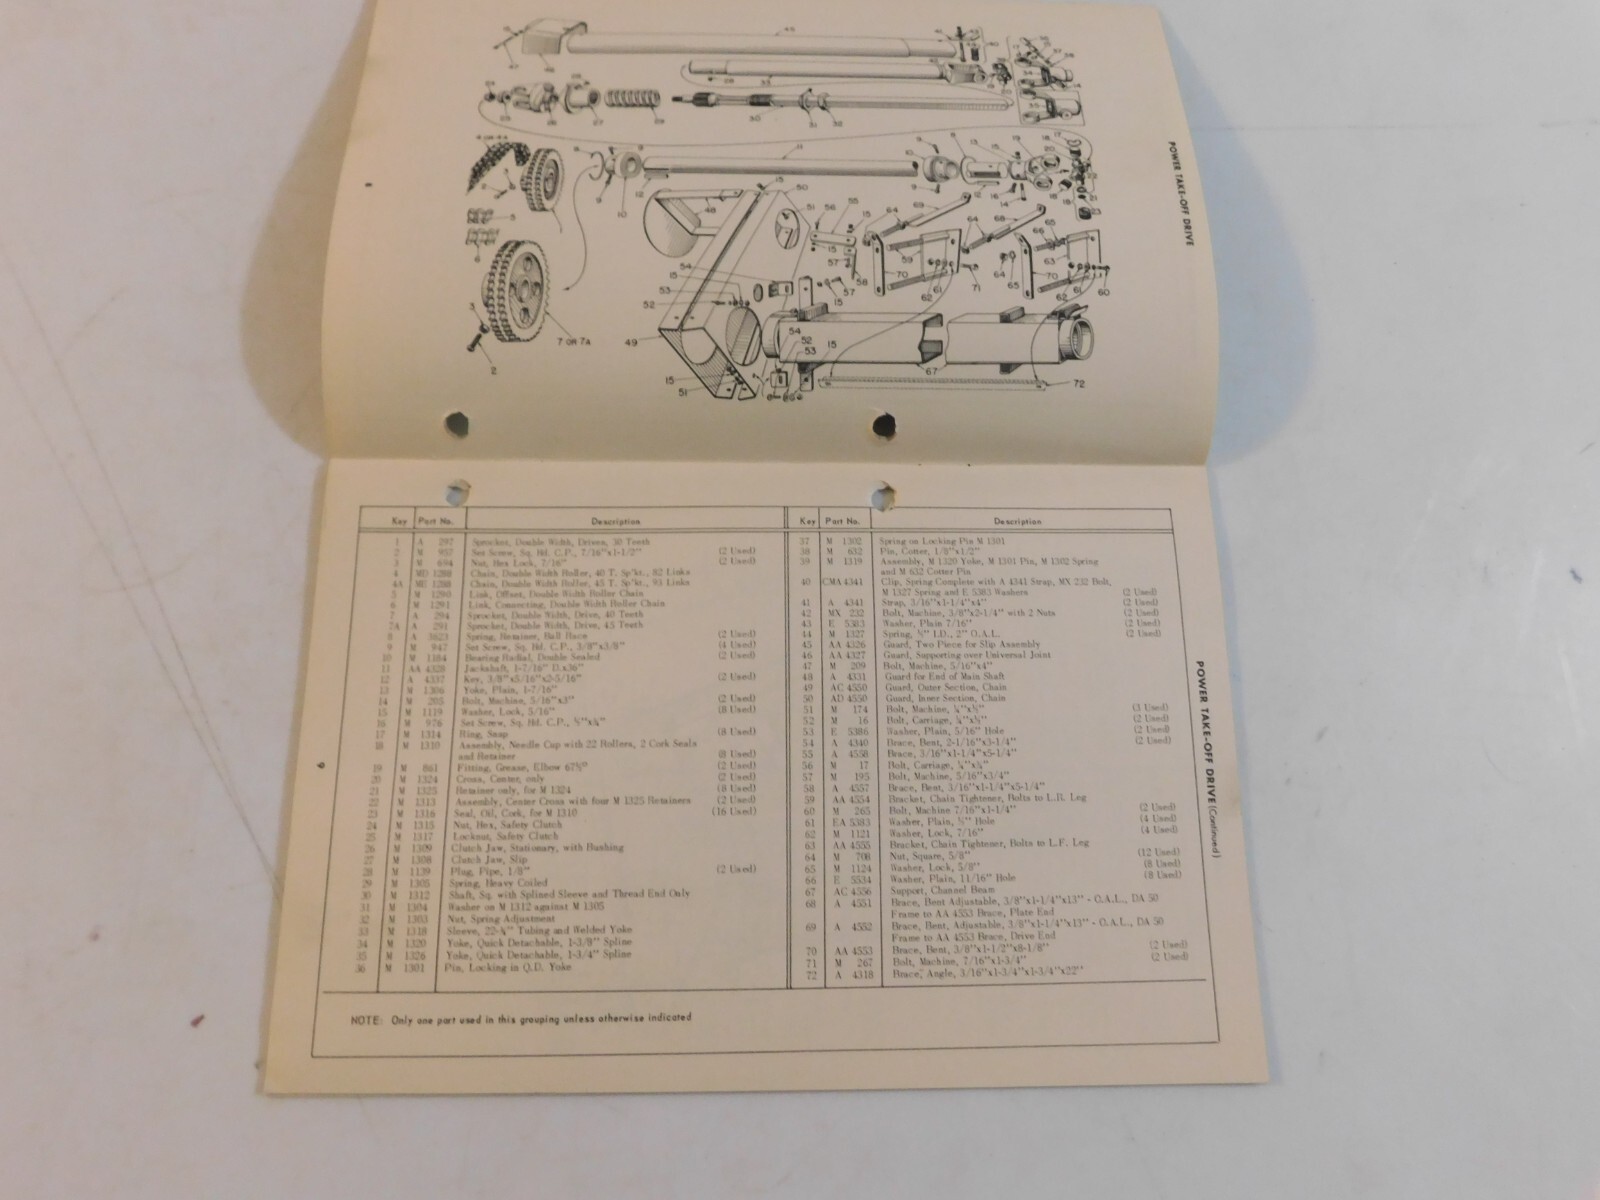 POWER TAKE-OFF DRIVE
7 OR 7A
POWER TAKE-OFF DRIVE (Continued)
Key Part No. Description
1 A 297 Sprocket, Double Width, Driven, 30 Teeth
2 M 957 Set Screw, Sq. Hd. C.P., 7/16"x1-1/2" (2 Used)
3 M 694 Nut, Hex Lock, 7/16" (2 Used)
4 MD 1288 Chain, Double Width Roller, 40 T. Sp'kt., 82 Links
4A ME 1288 Chain, Double Width Roller, 45 T. Sp'kt., 93 Links
5 M 1290 Link, Offset, Double Width Roller Chain
6 M 1291 Link, Connecting, Double Width Roller Chain
7 A 294 Sprocket, Double Width, Drive, 40 Teeth
7A A 291 Sprocket, Double Width, Drive, 45 Teeth
8 A 3623 Spring, Retainer, Ball Race (2 Used)
9 M 947 Set Screw, Sq. Hd. C.P., 3/8"x3/8" (4 Used)
10 M 1184 Bearing Radial, Double Sealed (2 Used)
11 AA 4328 Jackshaft, 1-7/16" D.x36"
12 A 4337 Key, 3/8"x5/16"x2-5/16" (2 Used)
13 M 1306 Yoke, Plain, 1-7/16"
14 M 205 Bolt, Machine, 5/16"x3" (2 Used)
15 M 1119 Washer, Lock, 5/16" (8 Used)
16 M 976 Set Screw, Sq. Hd. C.P.,
17 M 1314 Ring, Snap (8 Used)
18 M 1310 Assembly, Needle Cup with 22 Rollers, 2 Cork Seals
and Retainer (8 Used)
19 M 861 Fitting, Grease, Elbow 67½° (2 Used)
20 M 1324 Cross, Center, only (2 Used)
21 M 1325 Retainer only, for M 1324 (8 Used)
22 M 1313 Assembly, Center Cross with four M 1325 Retainers (2 Used)
23 M 1316 Seal, Oil, Cork, for M 1310 (16 Used)
24 M 1315 Nut, Hex, Safety Clutch
25 M 1317 Locknut, Safety Clutch
26 M 1309 Clutch Jaw, Stationary, with Bushing
27 M 1308 Clutch Jaw, Slip
28 M 1139 Plug, Pipe, 1/8" (2 Used)
29 M 1305 Spring, Heavy Coiled
30 M 1312 Shaft, Sq. with Splined Sleeve and Thread End Only
31 M 1304 Washer on M 1312 against M 1305
32 M 1303 Nut, Spring Adjustment
33 M 1318 Sleeve, 22-¾" Tubing and Welded Yoke
34 M 1320 Yoke, Quick Detachable, 1-3/8" Spline
35 M 1326 Yoke, Quick Detachable, 1-3/4" Spline
36 M 1301 Pin, Locking in Q.D. Yoke
Key Part No. Description
37 M 1302 Spring on Locking Pin M 1301
38 M 632 Pin, Cotter, 1/8"x1/2"
39 M 1319 Assembly, M 1320 Yoke, M 1301 Pin, M 1302 Spring
and M 632 Cotter Pin
40 CMA 4341 Clip, Spring Complete with A 4341 Strap, MX 232 Bolt,
M 1327 Spring and E 5383 Washers (2 Used)
41 A 4341 Strap, 3/16"x1-1/4"x4" (2 Used)
42 MX 232 Bolt, Machine, 3/8"x2-1/4" with 2 Nuts (2 Used)
43 E 5383 Washer, Plain 7/16" (2 Used)
44 M 1327 Spring, I.D., 2" O.A.L. (2 Used)
45 AA 4326 Guard, Two Piece for Slip Assembly
46 AA 4327 Guard, Supporting over Universal Joint
47 M 209 Bolt, Machine, 5/16"x4"
48 A 4331 Guard for End of Main Shaft
49 AC 4550 Guard, Outer Section, Chain
50 AD 4550 Guard, Inner Section, Chain
51 M 174 Bolt, Machine, ¼"x½" (3 Used)
52 M 16 Bolt, Carriage, ¼"x½" (2 Used)
53 E 5386 Washer, Plain, 5/16" Hole (2 Used)
54 A 4340 Brace, Bent, 2-1/16"x3-1/4" (2 Used)
55 A 4558 Brace, 3/16"x1-1/4"x5-1/4"
56 M 17 Bolt, Carriage, ¼"x¾"
57 M 195 Bolt, Machine, 5/16"x3/4"
58 A 4557 Brace, Bent, 3/16"x1-1/4"x5-1/4"
59 AA 4554 Bracket, Chain Tightener, Bolts to L.R. Leg
60 M 265 Bolt, Machine 7/16"x1-1/4" (2 Used)
61 EA 5383 Washer, Plain, ½" Hole (4 Used)
62 M 1121 Washer, Lock, 7/16" (4 Used)
63 AA 4555 Bracket, Chain Tightener, Bolts to L.F. Leg
64 M 708 Nut, Square, 5/8" (12 Used)
65 M 1124 Washer, Lock, 5/8" (8 Used)
66 E 5534 Washer, Plain, 11/16" Hole (8 Used)
67 AC 4556 Support, Channel Beam
68 A 4551 Brace, Bent Adjustable, 3/8"x1-1/4"x13" - O.A.L., DA 50
Frame to AA 4553 Brace, Plate End
69 A 4552 Brace, Bent, Adjustable, 3/8"x1-1/4"x13" - O.A.L., DA 50
Frame to AA 4553 Brace, Drive End
70 AA 4553 Brace, Bent, 3/8"x1-1/2"x8-1/8" (2 Used)
71 M 267 Bolt, Machine, 7/16"x1-3/4" (2 Used)
72 A 4318 Brace, Angle, 3/16"x1-3/4"x1-3/4"x22"
NOTE: Only one part used in this grouping unless otherwise indicated